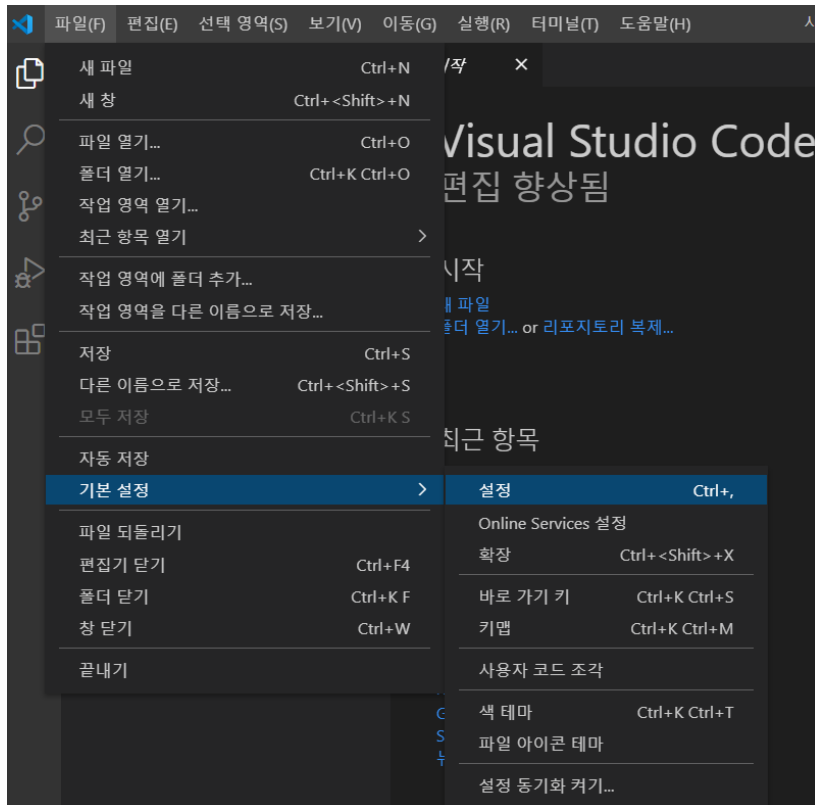 파일(F) 편집(E) 선택 영역(S) 보기(V) 이동(G) 실행(R) 터미널(T) 도움말(H)
새 파일 Ctrl+N
새 창 Ctrl+<Shift>+N
파일 열기... Ctrl+O
폴더 열기... Ctrl+K Ctrl+O
작업 영역 열기...
최근 항목 열기
작업 영역에 폴더 추가...
작업 영역을 다른 이름으로 저장...
저장 Ctrl+S
다른 이름으로 저장... Ctrl+<Shift>+S
모두 저장 Ctrl+K S
자동 저장
기본 설정
파일 되돌리기
편집기 닫기 Ctrl+F4
폴더 닫기 Ctrl+K F
창 닫기 Ctrl+W
끝내기
Visual Studio Code
편집 향상됨
시작
새 파일
폴더 열기... or 리포지토리 복제...
최근 항목
설정 Ctrl+,
Online Services 설정
확장 Ctrl+<Shift>+X
바로 가기 키 Ctrl+K Ctrl+S
키맵 Ctrl+K Ctrl+M
사용자 코드 조각
색 테마 Ctrl+K Ctrl+T
파일 아이콘 테마
설정 동기화 켜기...